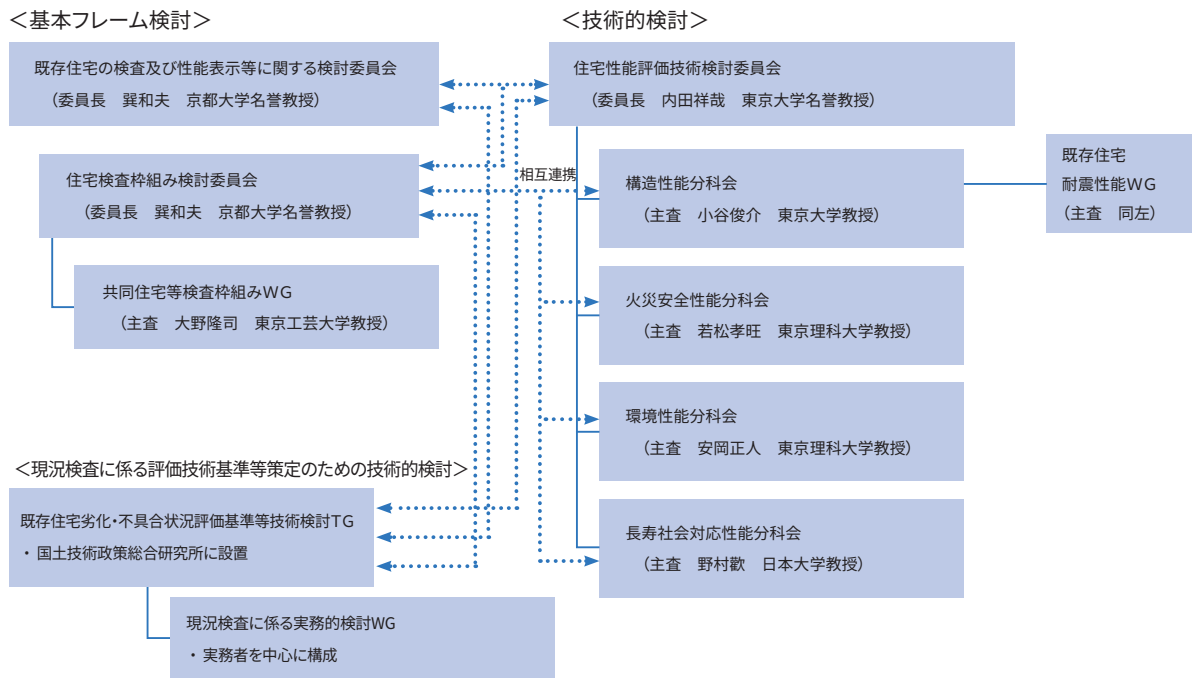 ＜基本フレーム検討＞
既存住宅の検査及び性能表示等に関する検討委員会
（委員長　巽和夫　京都大学名誉教授）
住宅検査枠組み検討委員会
（委員長　巽和夫　京都大学名誉教授）
共同住宅等検査枠組みＷＧ
（主査　大野隆司　東京工芸大学教授）
＜現況検査に係る評価技術基準等策定のための技術的検討＞
既存住宅劣化・不具合状況評価基準等技術検討ＴＧ
・ 国土技術政策総合研究所に設置
現況検査に係る実務的検討WG
・ 実務者を中心に構成
相互連携
＜技術的検討＞
住宅性能評価技術検討委員会
（委員長　内田祥哉　東京大学名誉教授）
構造性能分科会
（主査　小谷俊介　東京大学教授）
既存住宅
耐震性能ＷＧ
（主査　同左）
火災安全性能分科会
（主査　若松孝旺　東京理科大学教授）
環境性能分科会
（主査　安岡正人　東京理科大学教授）
長寿社会対応性能分科会
（主査　野村歡　日本大学教授）